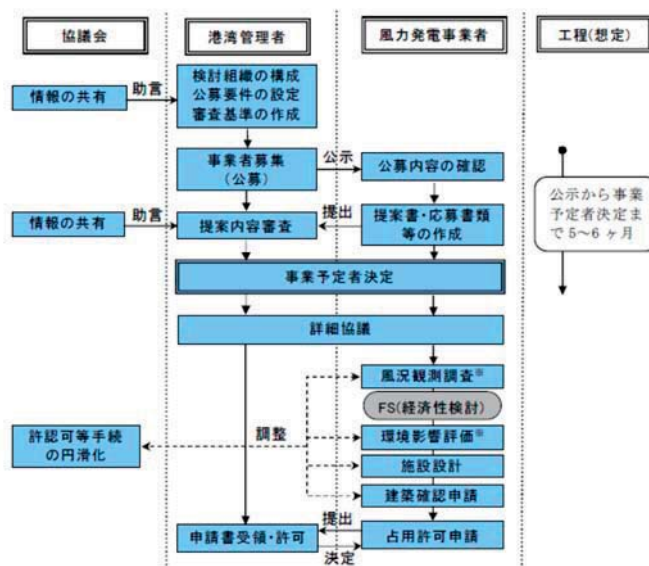 協議会
港湾管理者
風力発電事業者
工程(想定)
検討組織の構成
公募要件の設定
審査基準の作成
情報の共有
助言
事業者募集
(公募)
公示
公募内容の確認
公示から事業
予定者決定ま
で5～6ヶ月
情報の共有
助言
提案内容審査
提出
提案書・応募書類
等の作成
事業予定者決定
詳細協議
風況観測調査※
FS(経済性検討)
許認可等手続
の円滑化
調整
環境影響評価※
施設設計
建築確認申請
申請書受領・許可
提出
決定
占用許可申請